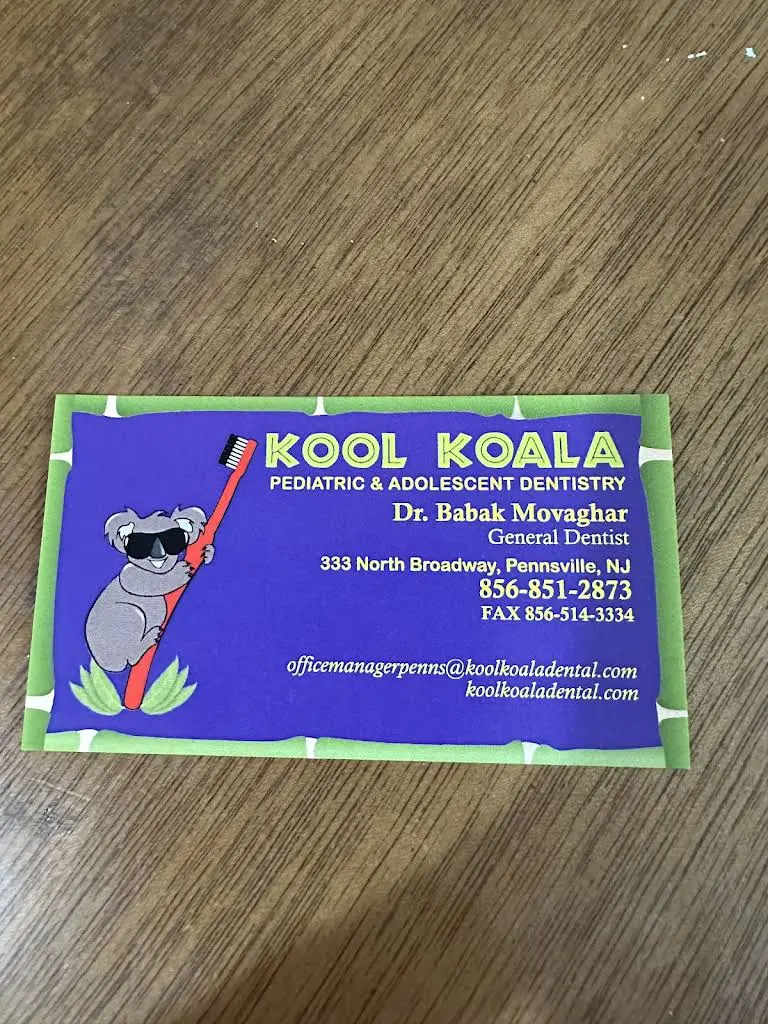 KOOL KOALA
PEDIATRIC & ADOLESCENT DENTISTRY
Dr. Babak Movaghar
General Dentist
333 North Broadway, Pennsville, NJ
856-851-2873
FAX 856-514-3334
officemanagerpenns@koolkoaladental.com
koolkoaladental.com